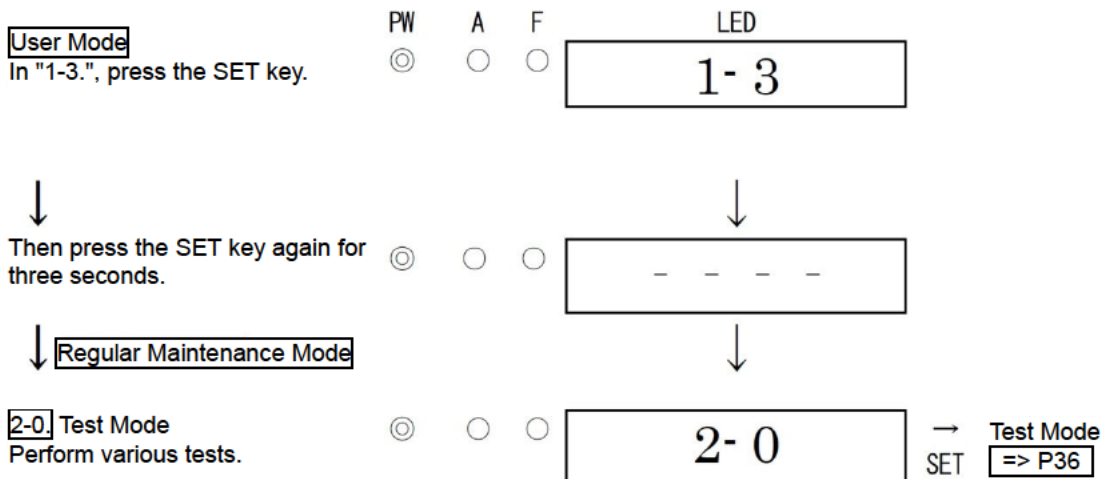 PW A F LED
User Mode
In "1-3.", press the SET key.
1- 3
↓ ↓
Then press the SET key again for
three seconds.
- - - -
↓ Regular Maintenance Mode ↓
2-0. Test Mode
Perform various tests.
2- 0
→ Test Mode
SET => P36